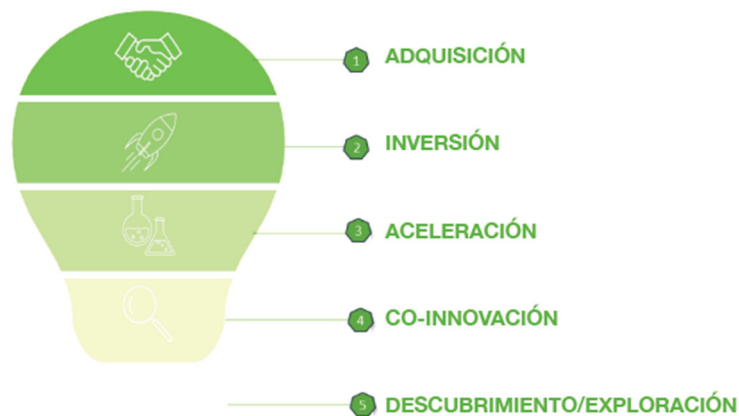 1 ADQUISICIÓN
2 INVERSIÓN
3 ACELERACIÓN
4 CO-INNOVACIÓN
5 DESCUBRIMIENTO/EXPLORACIÓN